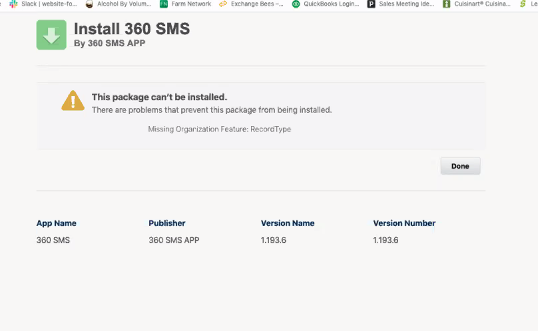 Slack | website-fo... Alcohol By Volum... Farm Network Exchange Bees –... QuickBooks Login... Sales Meeting Ide... Cuisinart® Cuisina... Le
Install 360 SMS
By 360 SMS APP
This package can't be installed.
There are problems that prevent this package from being installed.
Missing Organization Feature: RecordType
Done
App Name Publisher Version Name Version Number
360 SMS 360 SMS APP 1.193.6 1.193.6